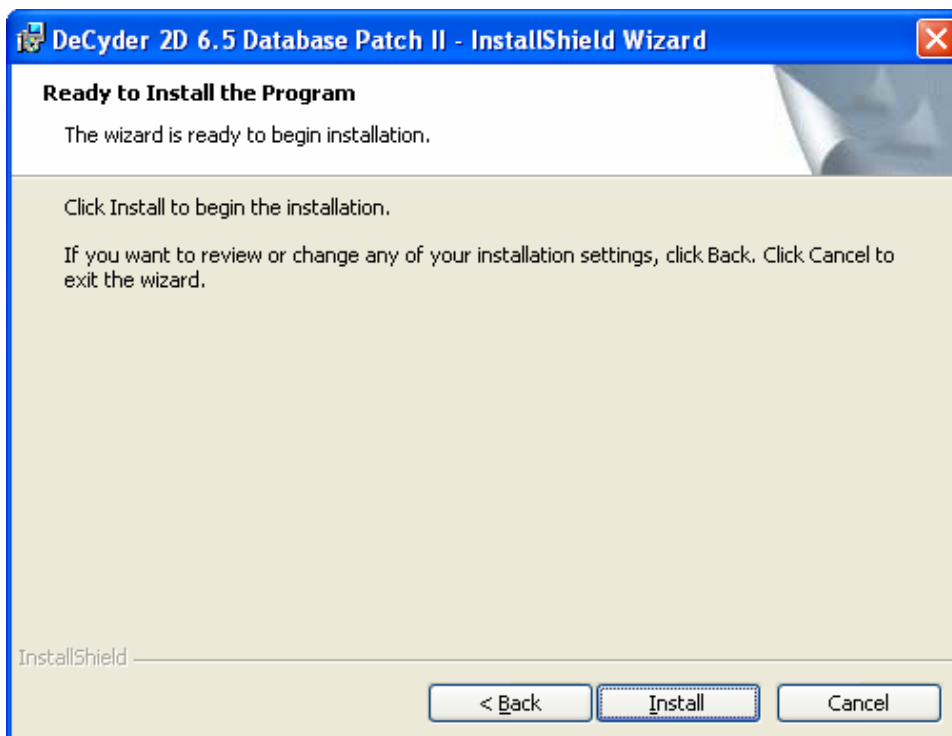 DeCyder 2D 6.5 Database Patch II - InstallShield Wizard
Ready to Install the Program
The wizard is ready to begin installation.
Click Install to begin the installation.
If you want to review or change any of your installation settings, click Back. Click Cancel to
exit the wizard.
InstallShield
< Back Install Cancel